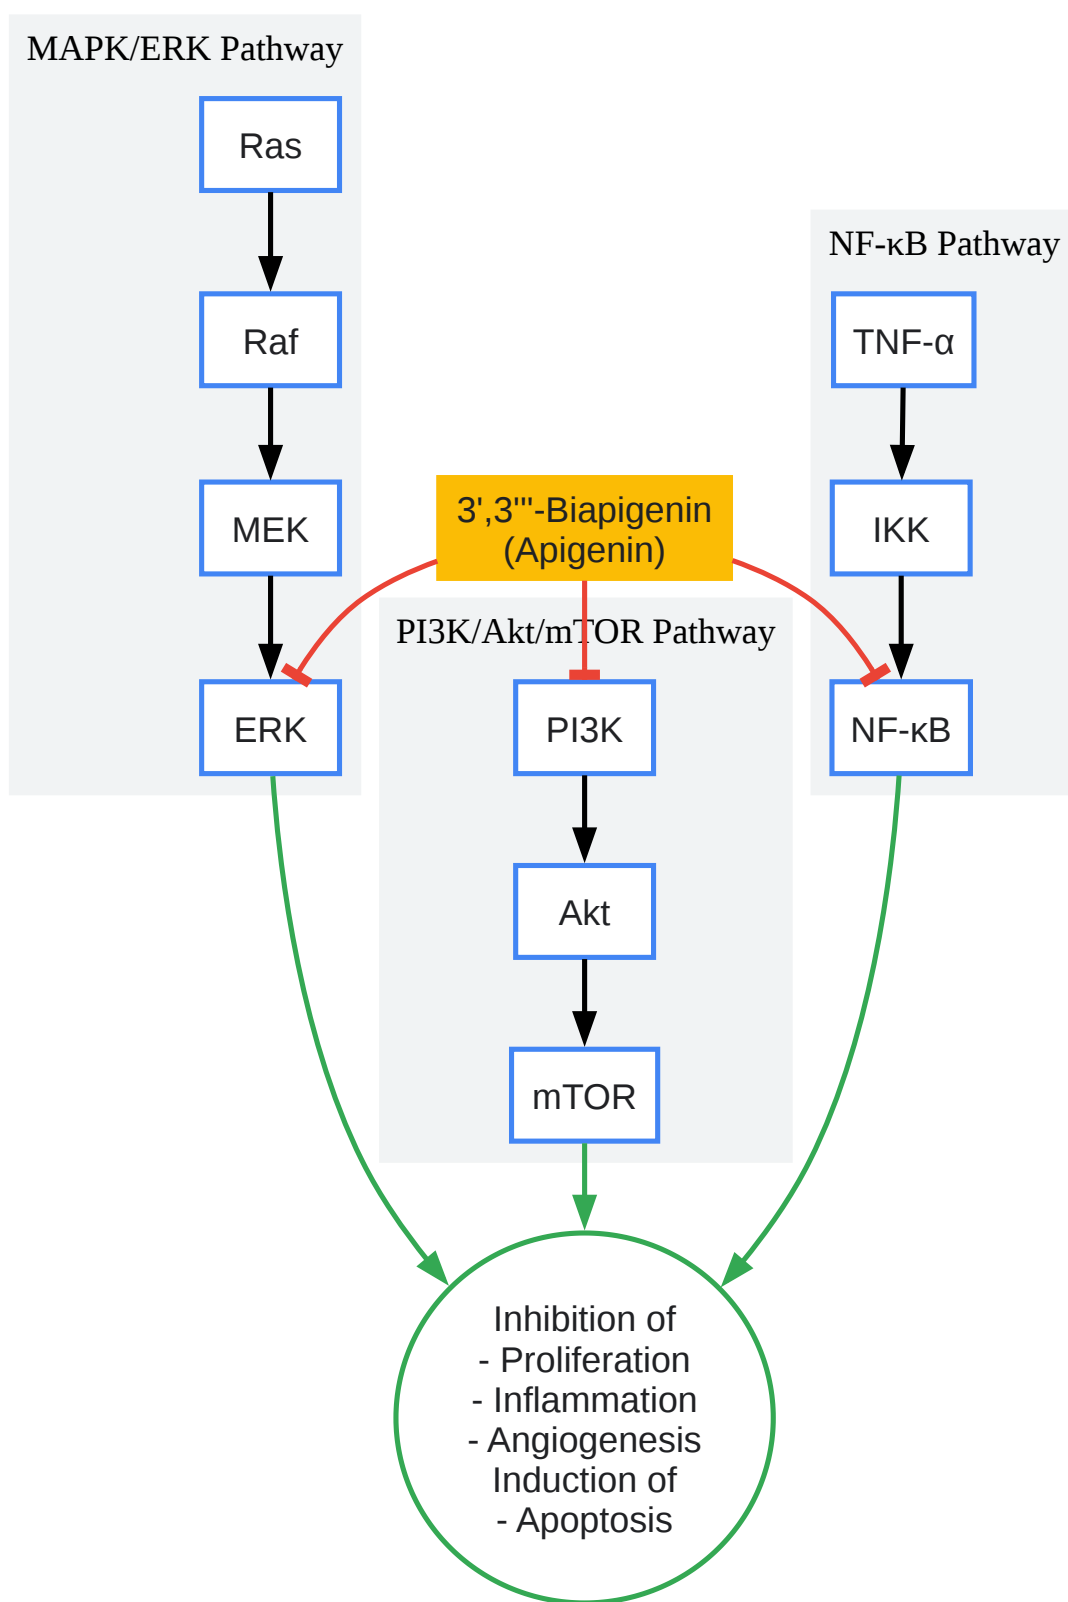 MAPK/ERK Pathway
Ras
Raf
MEK
ERK
3',3'''-Biapigenin
(Apigenin)
PI3K/Akt/mTOR Pathway
PI3K
Akt
mTOR
NF-κB Pathway
TNF-α
IKK
NF-κB
Inhibition of
- Proliferation
- Inflammation
- Angiogenesis
Induction of
- Apoptosis